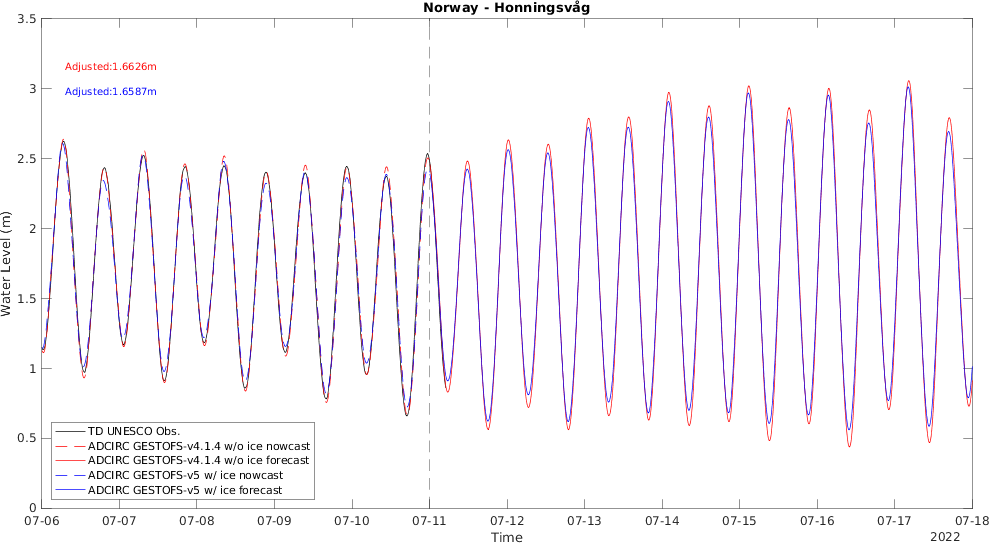 Norway - Honningsvåg
3.5
3
2.5
2
1.5
1
0.5
0
Water Level (m)
Adjusted:1.6626m
Adjusted:1.6587m
TD UNESCO Obs.
ADCIRC GESTOFS-v4.1.4 w/o ice nowcast
ADCIRC GESTOFS-v4.1.4 w/o ice forecast
ADCIRC GESTOFS-v5 w/ ice nowcast
ADCIRC GESTOFS-v5 w/ ice forecast
07-06 07-07 07-08 07-09 07-10 07-11 07-12 07-13 07-14 07-15 07-16 07-17 07-18
Time
2022